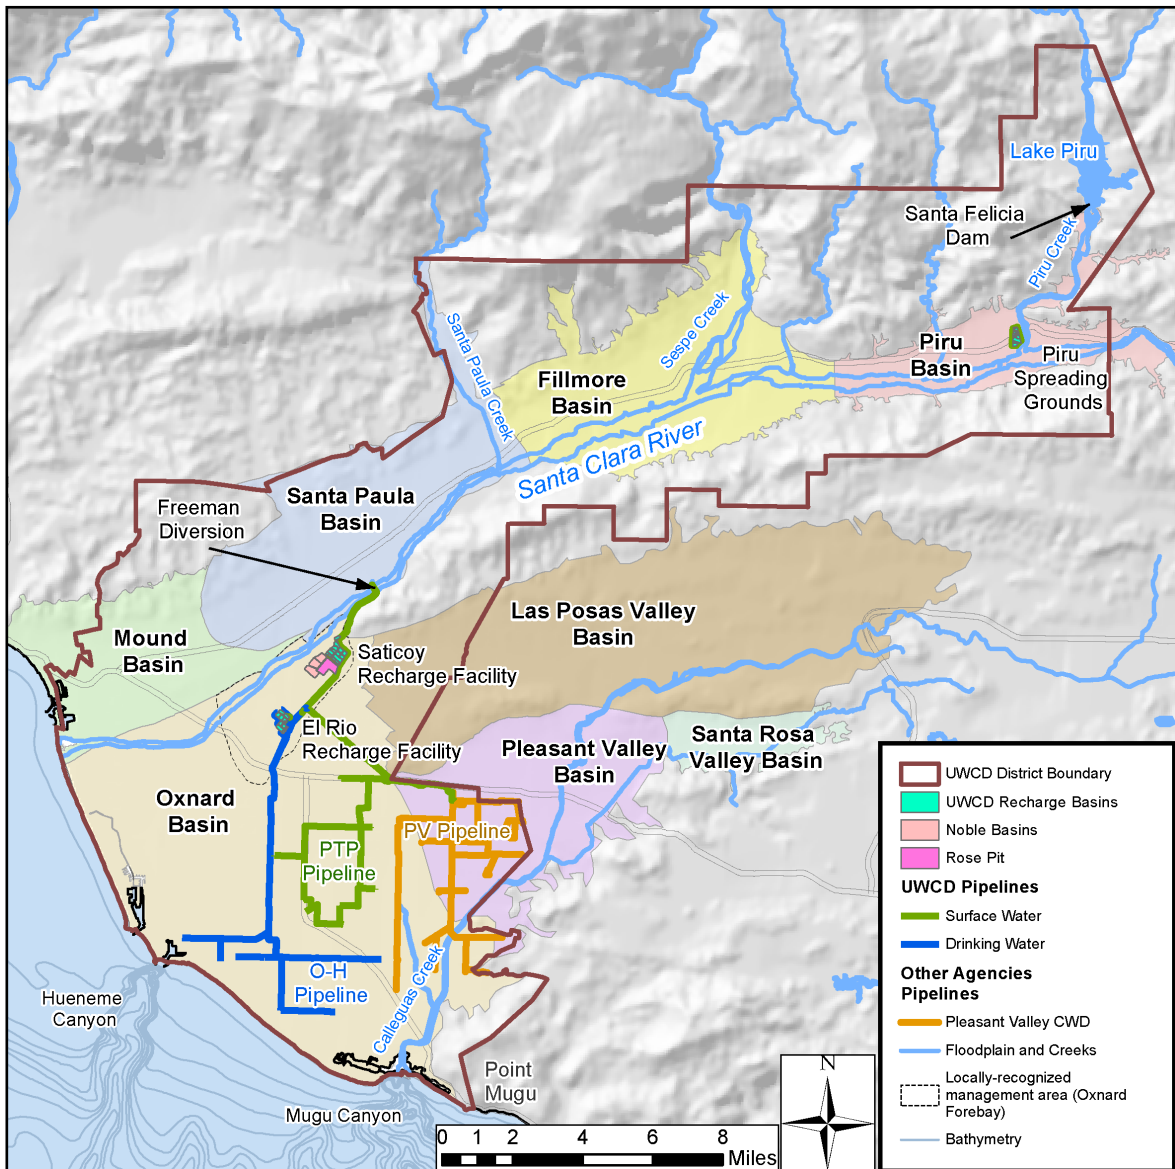 Lake Piru
Santa Felicia
Dam
Piru Creek
Santa Paula Creek
Sespe Creek
Piru
Basin
Piru
Spreading
Grounds
Fillmore
Basin
Santa Clara River
Santa Paula
Basin
Freeman
Diversion
Las Posas Valley
Basin
Mound
Basin
Saticoy
Recharge Facility
El Rio
Recharge Facility
Pleasant Valley
Basin
Santa Rosa
Valley Basin
Oxnard
Basin
PV Pipeline
PTP
Pipeline
O-H
Pipeline
Calleguas Creek
Hueneme
Canyon
Mugu Canyon
Point
Mugu
N
0 1 2 4 6 8
Miles
UWCD District Boundary
UWCD Recharge Basins
Noble Basins
Rose Pit
UWCD Pipelines
Surface Water
Drinking Water
Other Agencies
Pipelines
Pleasant Valley CWD
Floodplain and Creeks
Locally-recognized
management area (Oxnard
Forebay)
Bathymetry